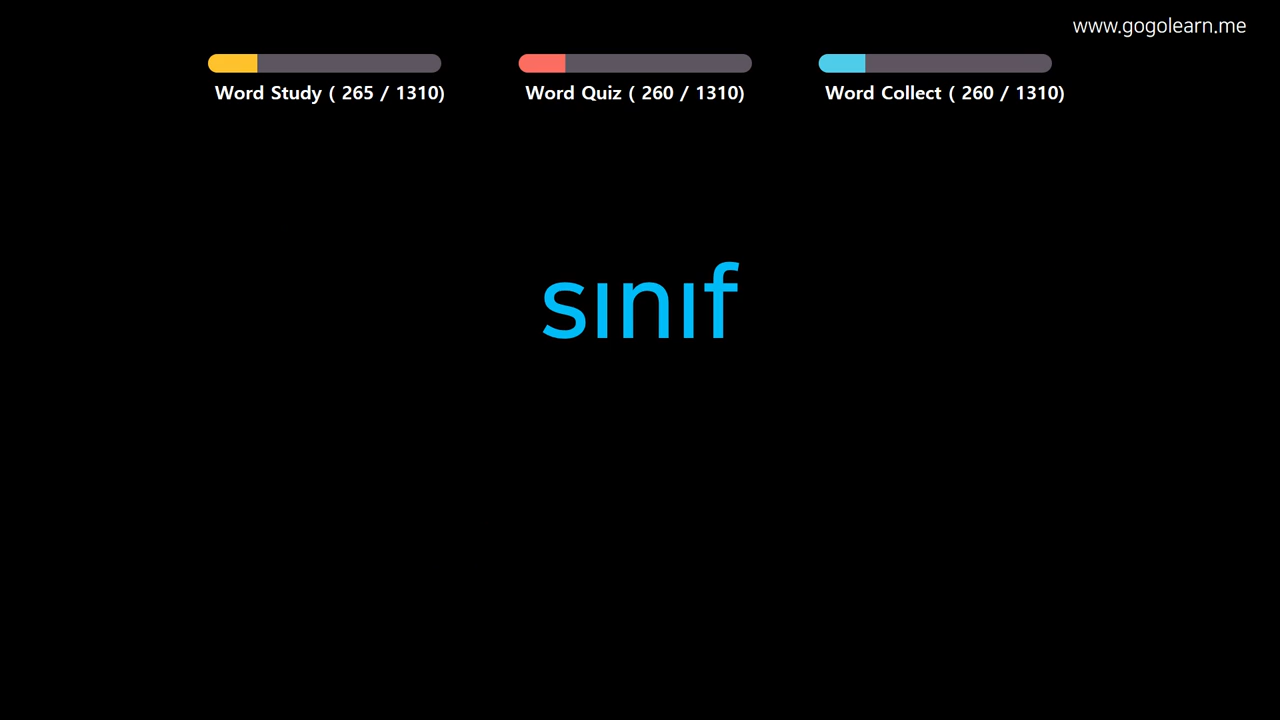 www.gogolearn.me
Word Study ( 265 / 1310)
Word Quiz ( 260 / 1310)
Word Collect ( 260 / 1310)
sınıf